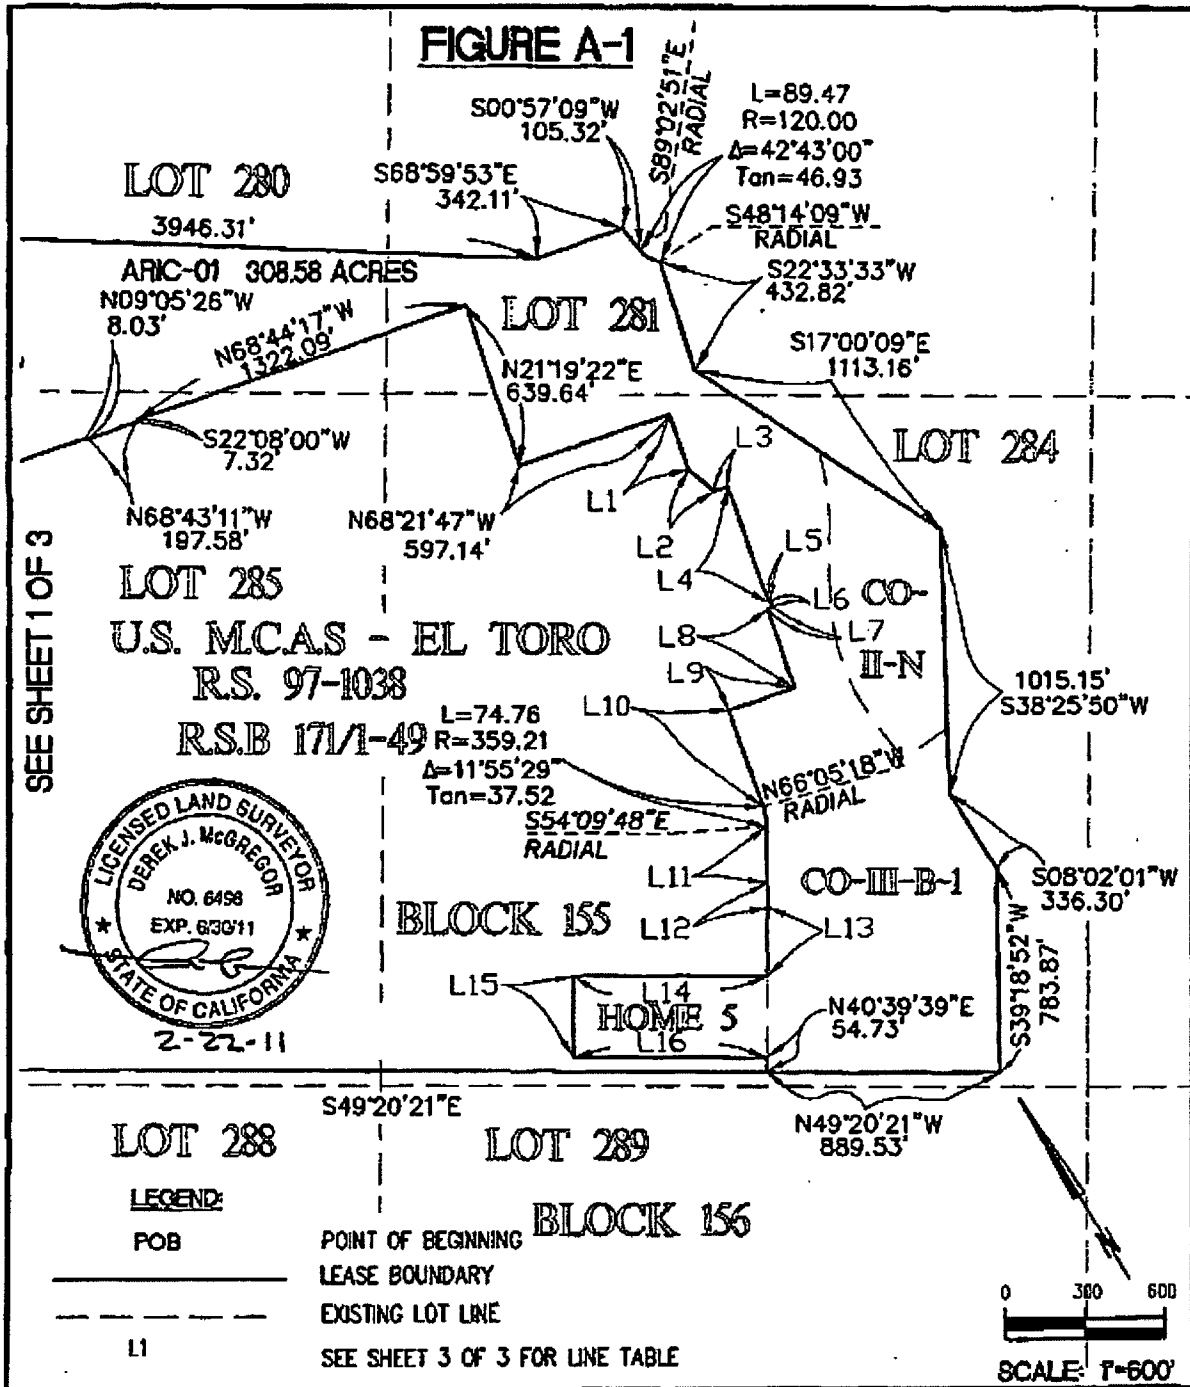 FIGURE A-1
S89°02'51"E
RADIAL
S00°57'09"W
105.32'
L=89.47
R=120.00
Δ=42°43'00"
Tan=46.93
LOT 280
3946.31'
S68°59'53"E
342.11'
S48°14'09"W
RADIAL
ARIC-01 308.58 ACRES
N09°05'26"W
8.03'
N68°44'17"W
1322.09'
S22°33'33"W
432.82'
LOT 281
S17°00'09"E
1113.16'
N21°19'22"E
639.64'
S22°08'00"W
7.32'
L3
LOT 284
L1
N68°43'11"W
197.58'
N68°21'47"W
597.14'
L2
L5
L4
SEE SHEET 1 OF 3
LOT 285
L6
CO-
II-N
L7
U.S. M.C.A.S - EL TORO
L8
R.S. 97-1038
L9
1015.15'
S38°25'50"W
L10
R.S.B 171/1-49
L=74.76
R=359.21
Δ=11°55'29"
Tan=37.52
N66°05'18"W
RADIAL
S54°09'48"E
RADIAL
LICENSED LAND SURVEYOR
DEREK J. McGREGOR
NO. 6496
EXP. 6/30/11
STATE OF CALIFORNIA
2-22-11
L11
CO-III-B-1
S08°02'01"W
336.30'
BLOCK 155
L12
L13
S39°18'52"W
783.87'
L15
L14
HOME 5
L16
N40°39'39"E
54.73'
S49°20'21"E
N49°20'21"W
889.53'
LOT 288
LOT 289
LEGEND:
BLOCK 156
POB POINT OF BEGINNING
LEASE BOUNDARY
EXISTING LOT LINE
L1 SEE SHEET 3 OF 3 FOR LINE TABLE
0 300 600
SCALE: 1"=600'